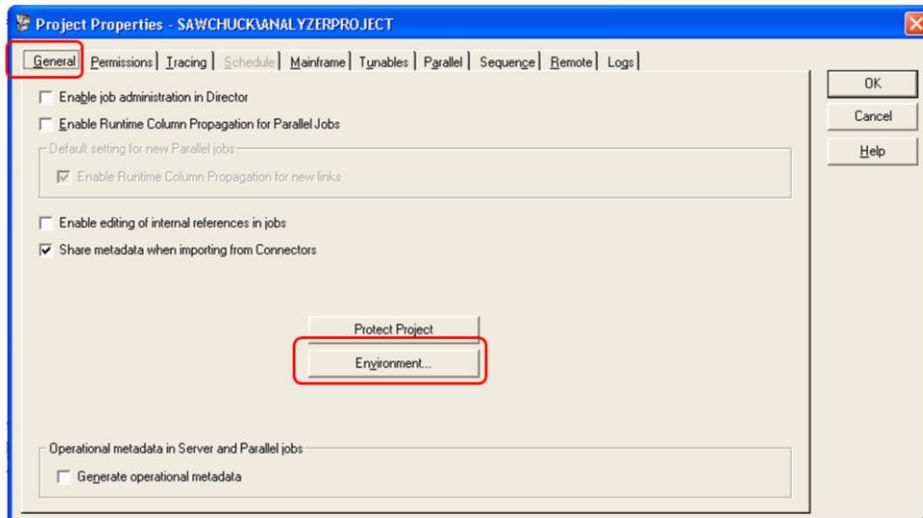 Project Properties - SAWCHUCK\ANALYZERPROJECT
General Permissions Tracing Schedule Mainframe Tunables Parallel Sequence Remote Logs
OK
Enable job administration in Director
Cancel
Enable Runtime Column Propagation for Parallel Jobs
Help
Default setting for new Parallel jobs
Enable Runtime Column Propagation for new links
Enable editing of internal references in jobs
Share metadata when importing from Connectors
Protect Project
Environment...
Operational metadata in Server and Parallel jobs
Generate operational metadata